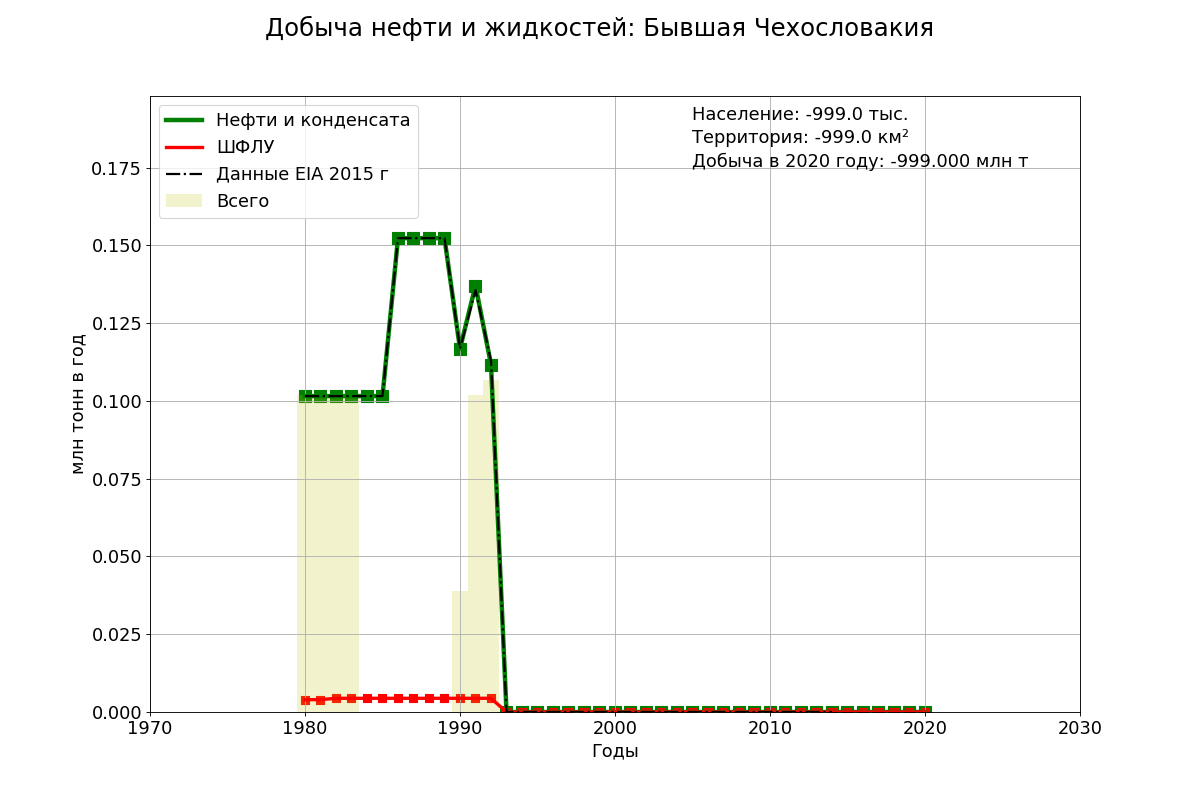 Добыча нефти и жидкостей: Бывшая Чехословакия
Нефти и конденсата
ШФЛУ
Данные EIA 2015 г
Всего
Население: -999.0 тыс.
Территория: -999.0 км²
Добыча в 2020 году: -999.000 млн т
млн тонн в год
0.175
0.150
0.125
0.100
0.075
0.050
0.025
0.000
1970 1980 1990 2000 2010 2020 2030
Годы